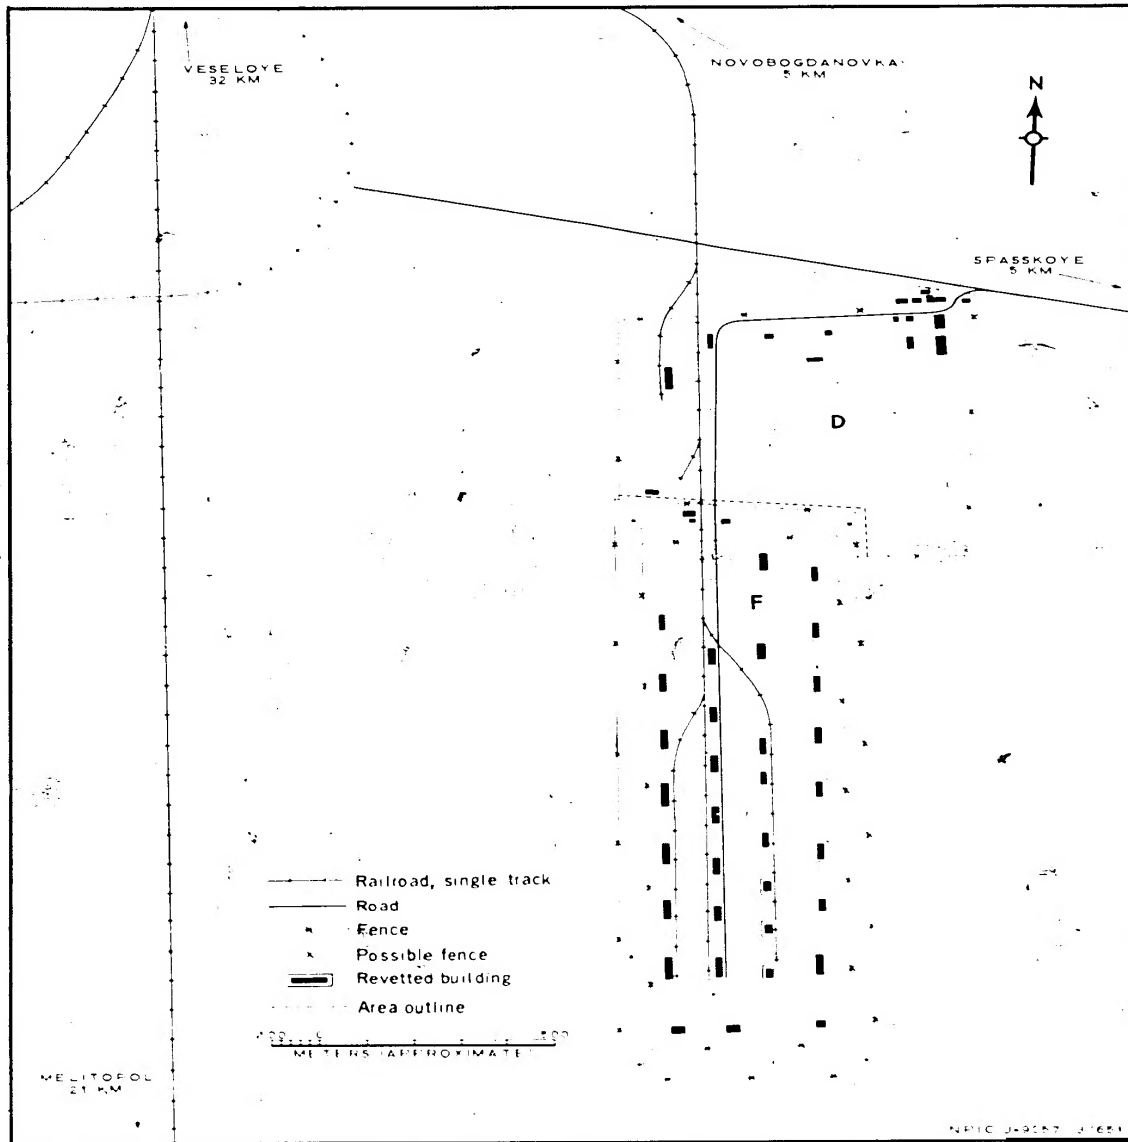 VESELOYE
32 KM
NOVOBOGDANOVKA
5 KM
N
SPASSKOYE
5 KM
D
F
Railroad, single track
Road
Fence
Possible fence
Revetted building
Area outline
METERS (APPROXIMATE)
MELITOPOL
21 KM
NPIC